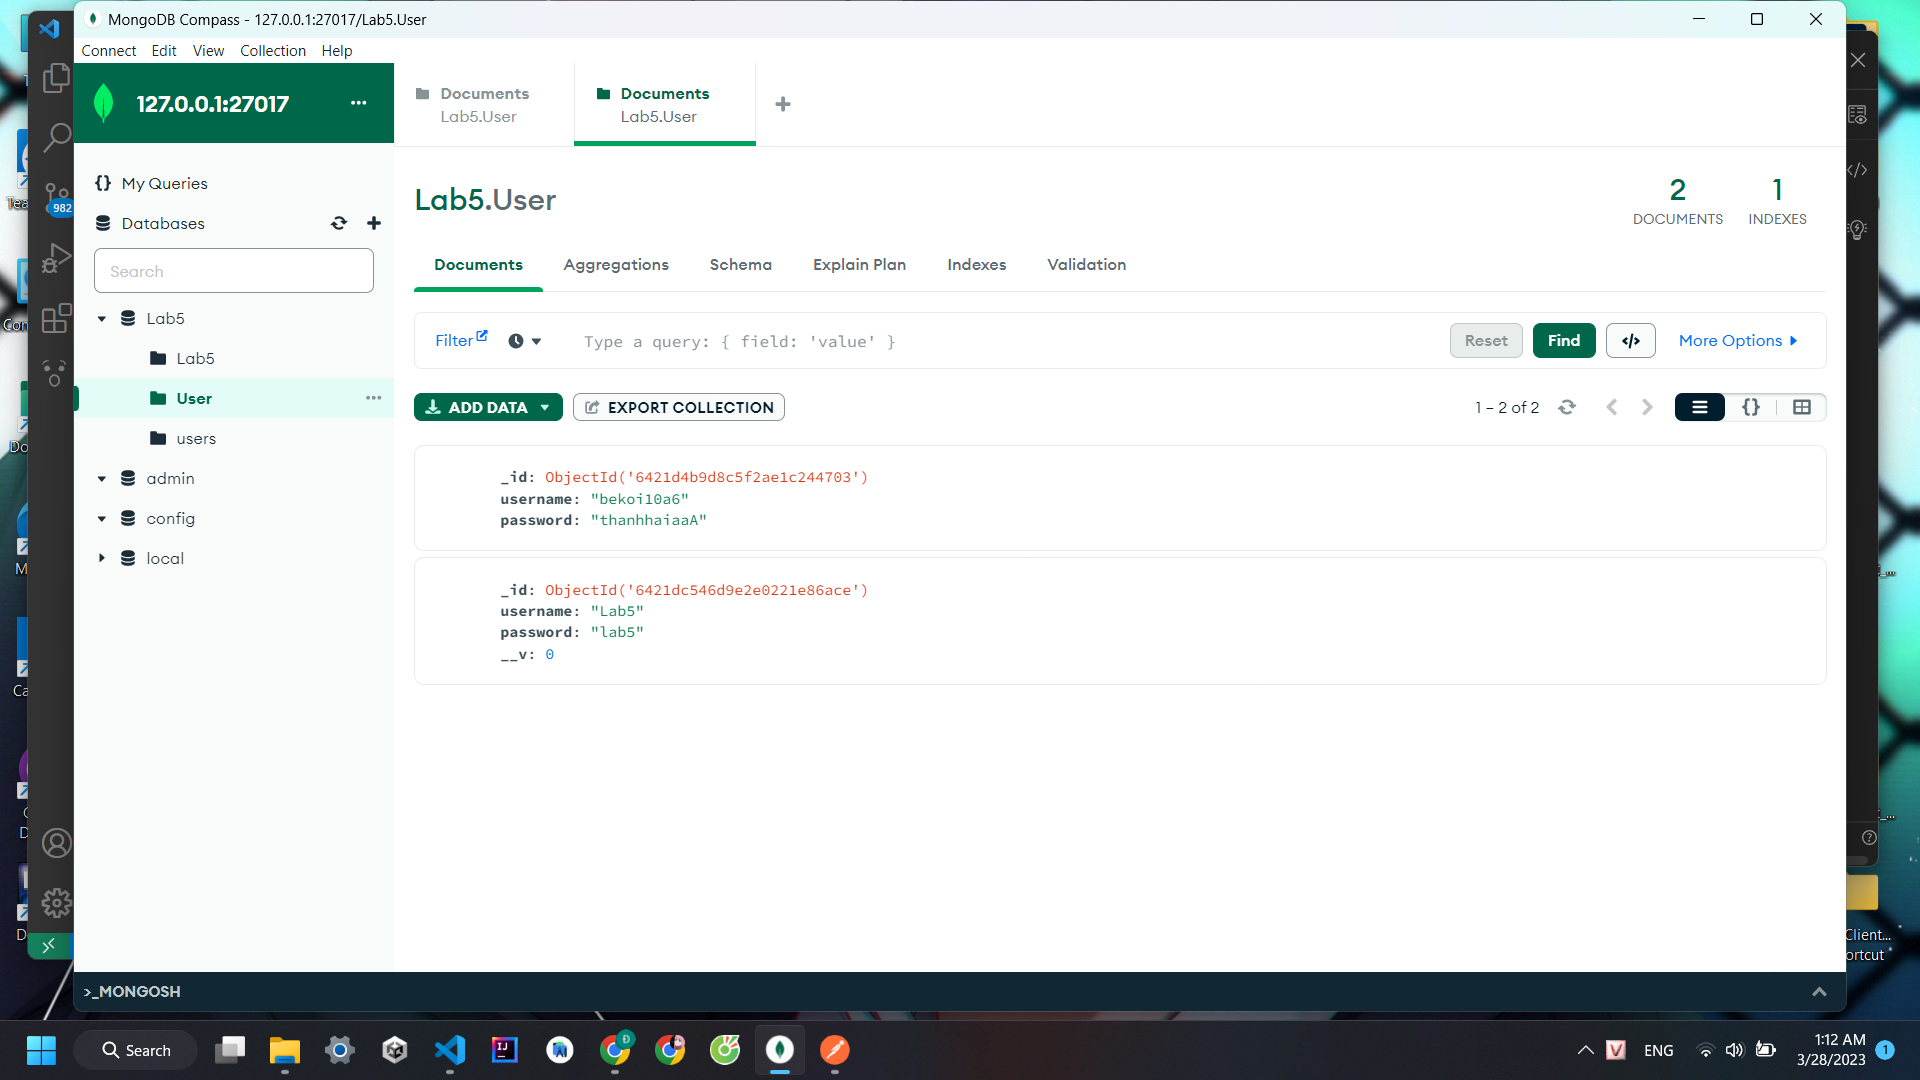 MongoDB Compass - 127.0.0.1:27017/Lab5.User
Connect Edit View Collection Help
127.0.0.1:27017
Documents
Lab5.User
Documents
Lab5.User
My Queries
Databases
Search
Lab5
Lab5
User
users
admin
config
local
Lab5.User
2
DOCUMENTS
1
INDEXES
Documents Aggregations Schema Explain Plan Indexes Validation
Filter
Type a query: { field: 'value' }
Reset
Find
</>
More Options
ADD DATA
EXPORT COLLECTION
1 – 2 of 2
{}
_id: ObjectId('6421d4b9d8c5f2ae1c244703')
username: "bekoi10a6"
password: "thanhhaiaaA"
_id: ObjectId('6421dc546d9e2e0221e86ace')
username: "Lab5"
password: "lab5"
__v: 0
>_MONGOSH
982
Client...
ortcut
Search
ENG
1:12 AM
3/28/2023
1